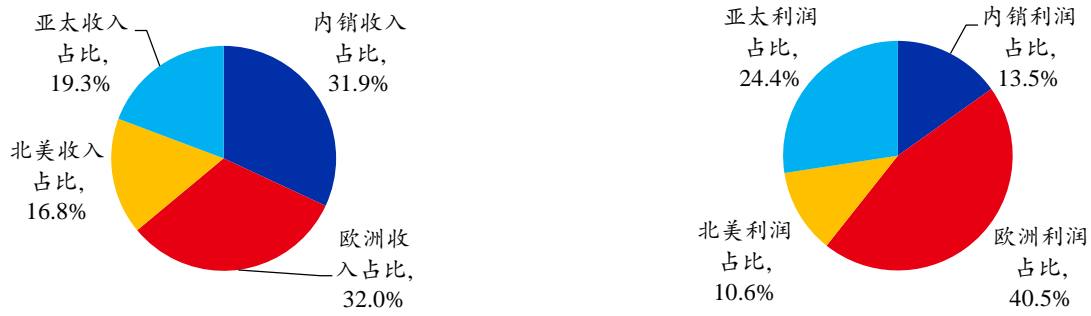 亚太收入
占比,
19.3%
内销收入
占比,
31.9%
北美收入
占比,
16.8%
欧洲收
入占比,
32.0%
亚太利润
占比,
24.4%
内销利润
占比,
13.5%
北美利润
占比,
10.6%
欧洲利润
占比,
40.5%